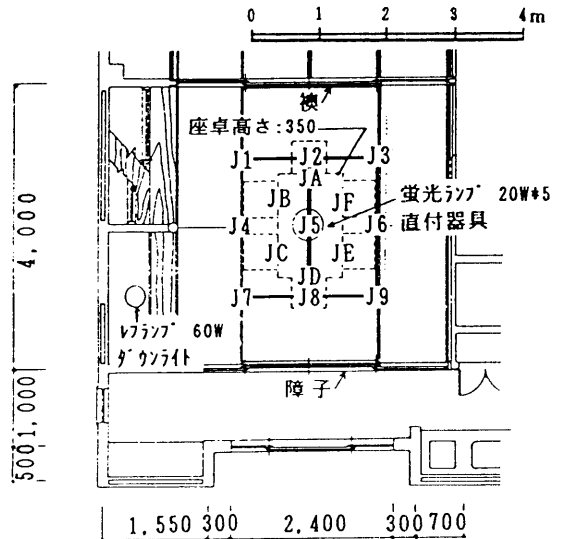 0 1 2 3 4m
襖
座卓高さ:350
J1 J2 J3
JA
JB JF
蛍光ランプ 20W*5
直付器具
J4 J5 J6
JC JE
JD
J7 J8 J9
レフランプ 60W
ダウンライト
障子
4,000
1,000
500
1,550 300 2,400 300 700